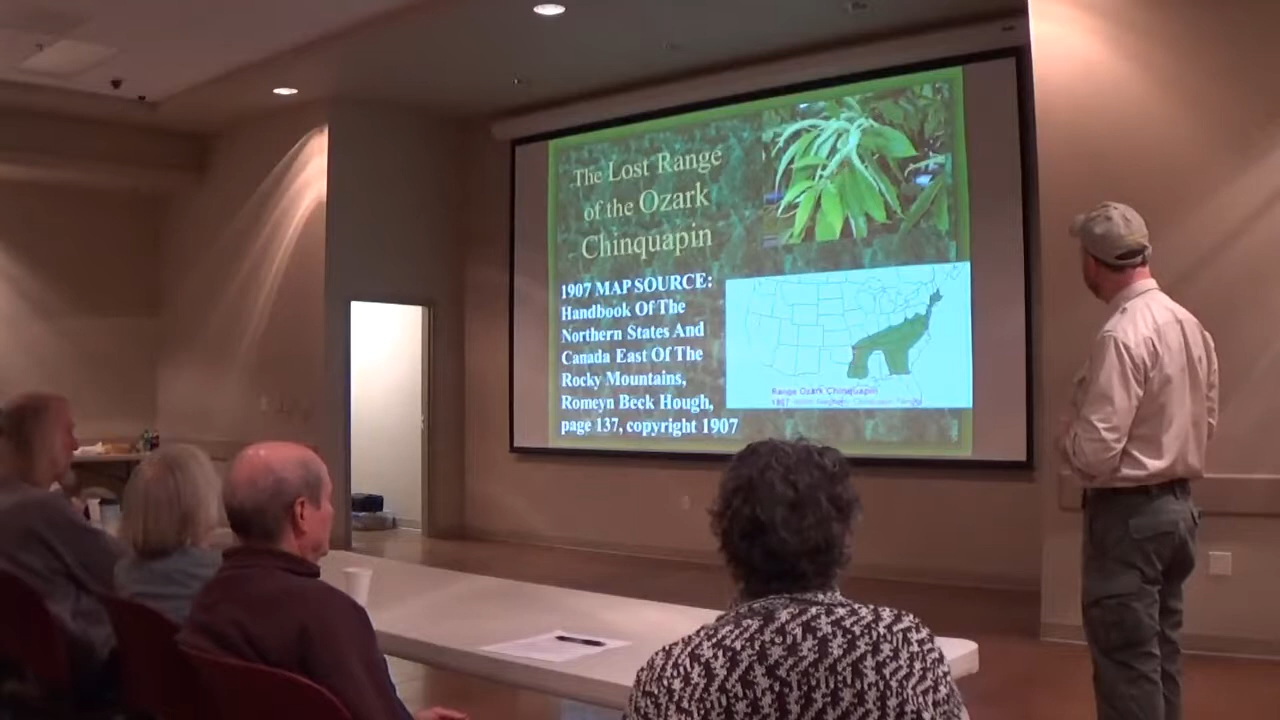 The Lost Range
of the Ozark
Chinquapin
1907 MAP SOURCE:
Handbook Of The
Northern States And
Canada East Of The
Rocky Mountains,
Romeyn Beck Hough,
page 137, copyright 1907
Range Ozark Chinquapin
1907